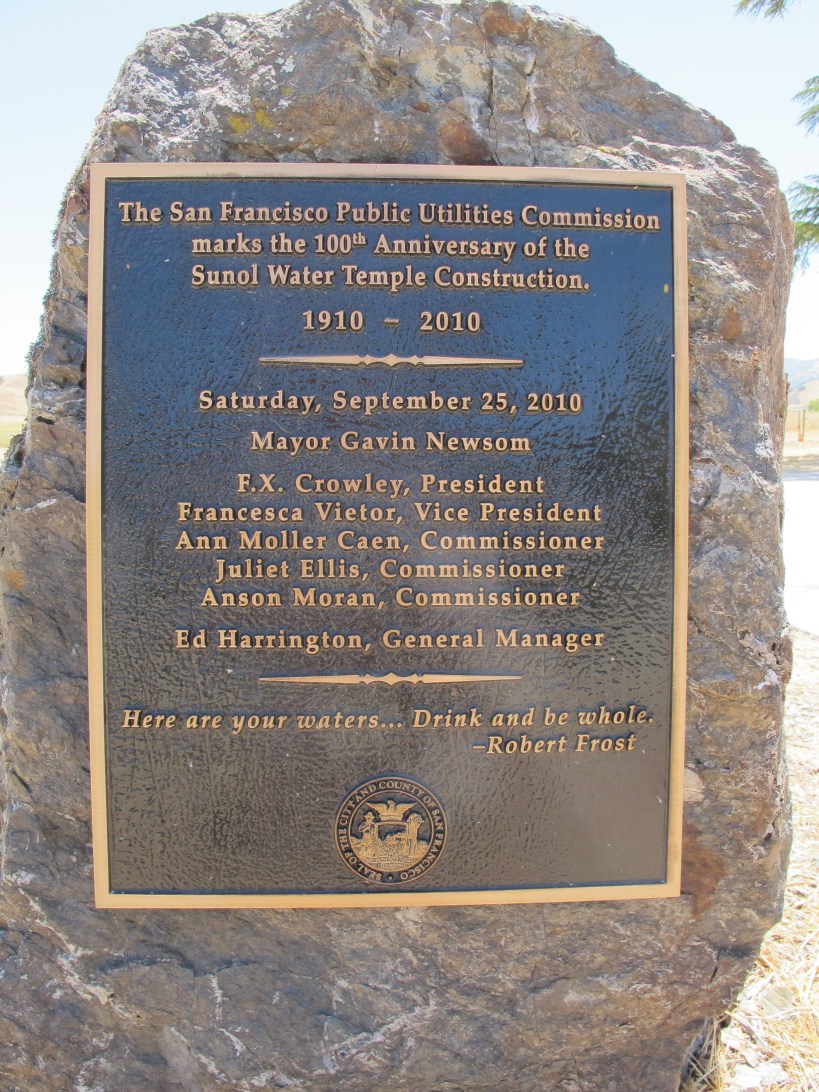 The San Francisco Public Utilities Commission
marks the 100th Anniversary of the
Sunol Water Temple Construction.
1910 – 2010
Saturday, September 25, 2010
Mayor Gavin Newsom
F.X. Crowley, President
Francesca Vietor, Vice President
Ann Moller Caen, Commissioner
Juliet Ellis, Commissioner
Anson Moran, Commissioner
Ed Harrington, General Manager
Here are your waters... Drink and be whole.
–Robert Frost
SEAL OF THE CITY AND COUNTY OF SAN FRANCISCO